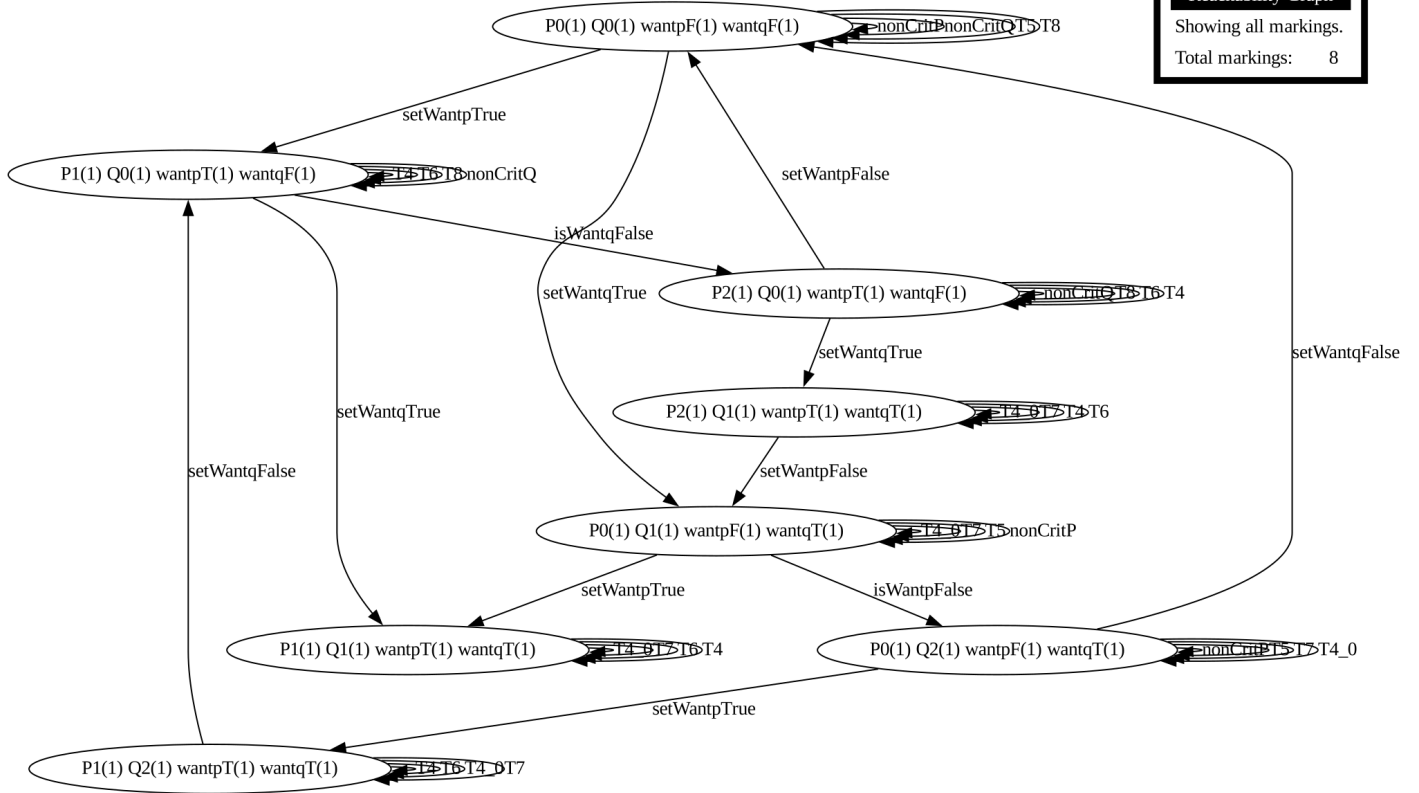 P0(1) Q0(1) wantpF(1) wantqF(1)
nonCritP nonCritQ T5 T8
Showing all markings.
Total markings: 8
setWantpTrue
P1(1) Q0(1) wantpT(1) wantqF(1)
T4 T6 T8 nonCritQ
setWantpFalse
isWantqFalse
P2(1) Q0(1) wantpT(1) wantqF(1)
nonCritQ T8 T6 T4
setWantqTrue
setWantqTrue
setWantqFalse
P2(1) Q1(1) wantpT(1) wantqT(1)
T4_0 T7 T4 T6
setWantqTrue
setWantqFalse
setWantpFalse
P0(1) Q1(1) wantpF(1) wantqT(1)
T4_0 T7 T5 nonCritP
setWantpTrue
isWantpFalse
P1(1) Q1(1) wantpT(1) wantqT(1)
T4_0 T7 T6 T4
P0(1) Q2(1) wantpF(1) wantqT(1)
nonCritP T5 T7 T4_0
setWantpTrue
P1(1) Q2(1) wantpT(1) wantqT(1)
T4 T6 T4_0 T7